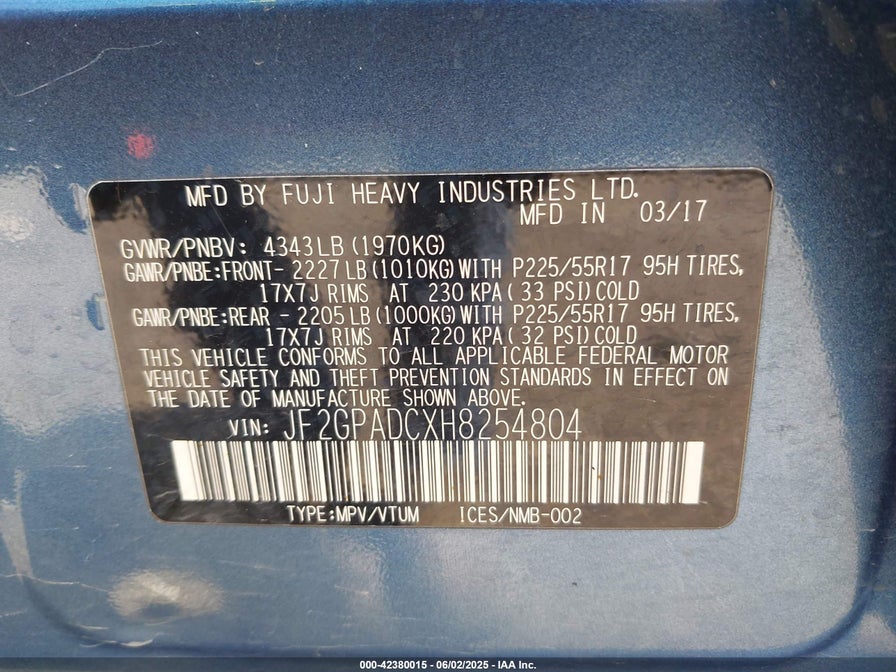 MFD BY FUJI HEAVY INDUSTRIES LTD.
MFD IN 03/17
GVWR/PNBV: 4343LB(1970KG)
GAWR/PNBE:FRONT- 2227LB(1010KG)WITH P225/55R17 95H TIRES,
17X7J RIMS AT 230 KPA(33 PSI)COLD
GAWR/PNBE:REAR - 2205LB(1000KG)WITH P225/55R17 95H TIRES,
17X7J RIMS AT 220 KPA(32 PSI)COLD
THIS VEHICLE CONFORMS TO ALL APPLICABLE FEDERAL MOTOR
VEHICLE SAFETY AND THEFT PREVENTION STANDARDS IN EFFECT ON
THE DATE OF MANUFACTURE SHOWN ABOVE.
VIN: JF2GPADCXH8254804
TYPE:MPV/VTUM ICES/NMB-002
000-42380015 - 06/02/2025 - IAA Inc.